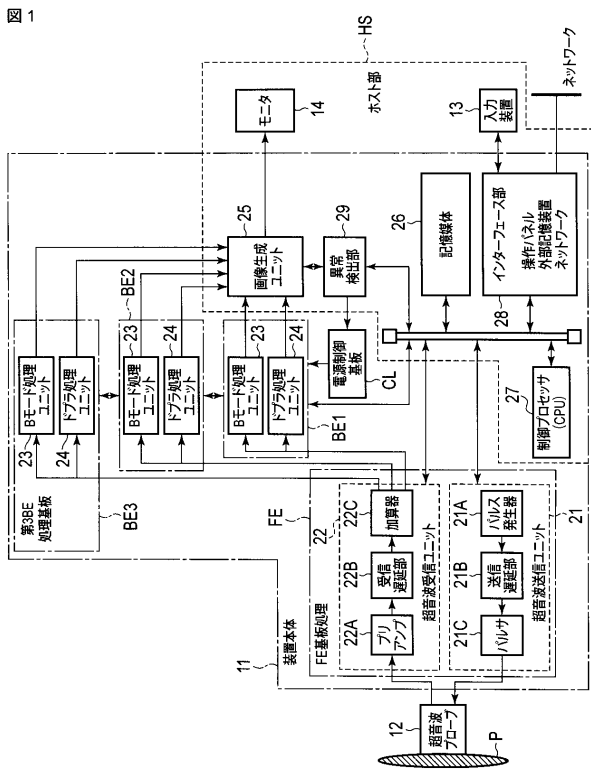 図1
HS
ホスト部
ネットワーク
モニタ
14
13
入力
装置
25
画像生成
ユニット
29
異常
検出部
26
記憶媒体
インターフェース部
操作パネル
外部記憶装置
ネットワーク
28
電源制御
基板
CL
27
制御プロセッサ
(CPU)
BE2
23
Bモード処理
ユニット
24
ドプラ処理
ユニット
23
Bモード処理
ユニット
24
ドプラ処理
ユニット
BE1
Bモード処理
ユニット
23
ドプラ処理
ユニット
24
第3BE
処理基板
BE3
FE
FE基板処理
22
22C
加算器
22B
受信
遅延部
22A
プリ
アンプ
超音波受信ユニット
21
21A
パルス
発生器
21B
送信
遅延部
21C
パルサ
超音波送信ユニット
装置本体
11
12
超音波
プローブ
P